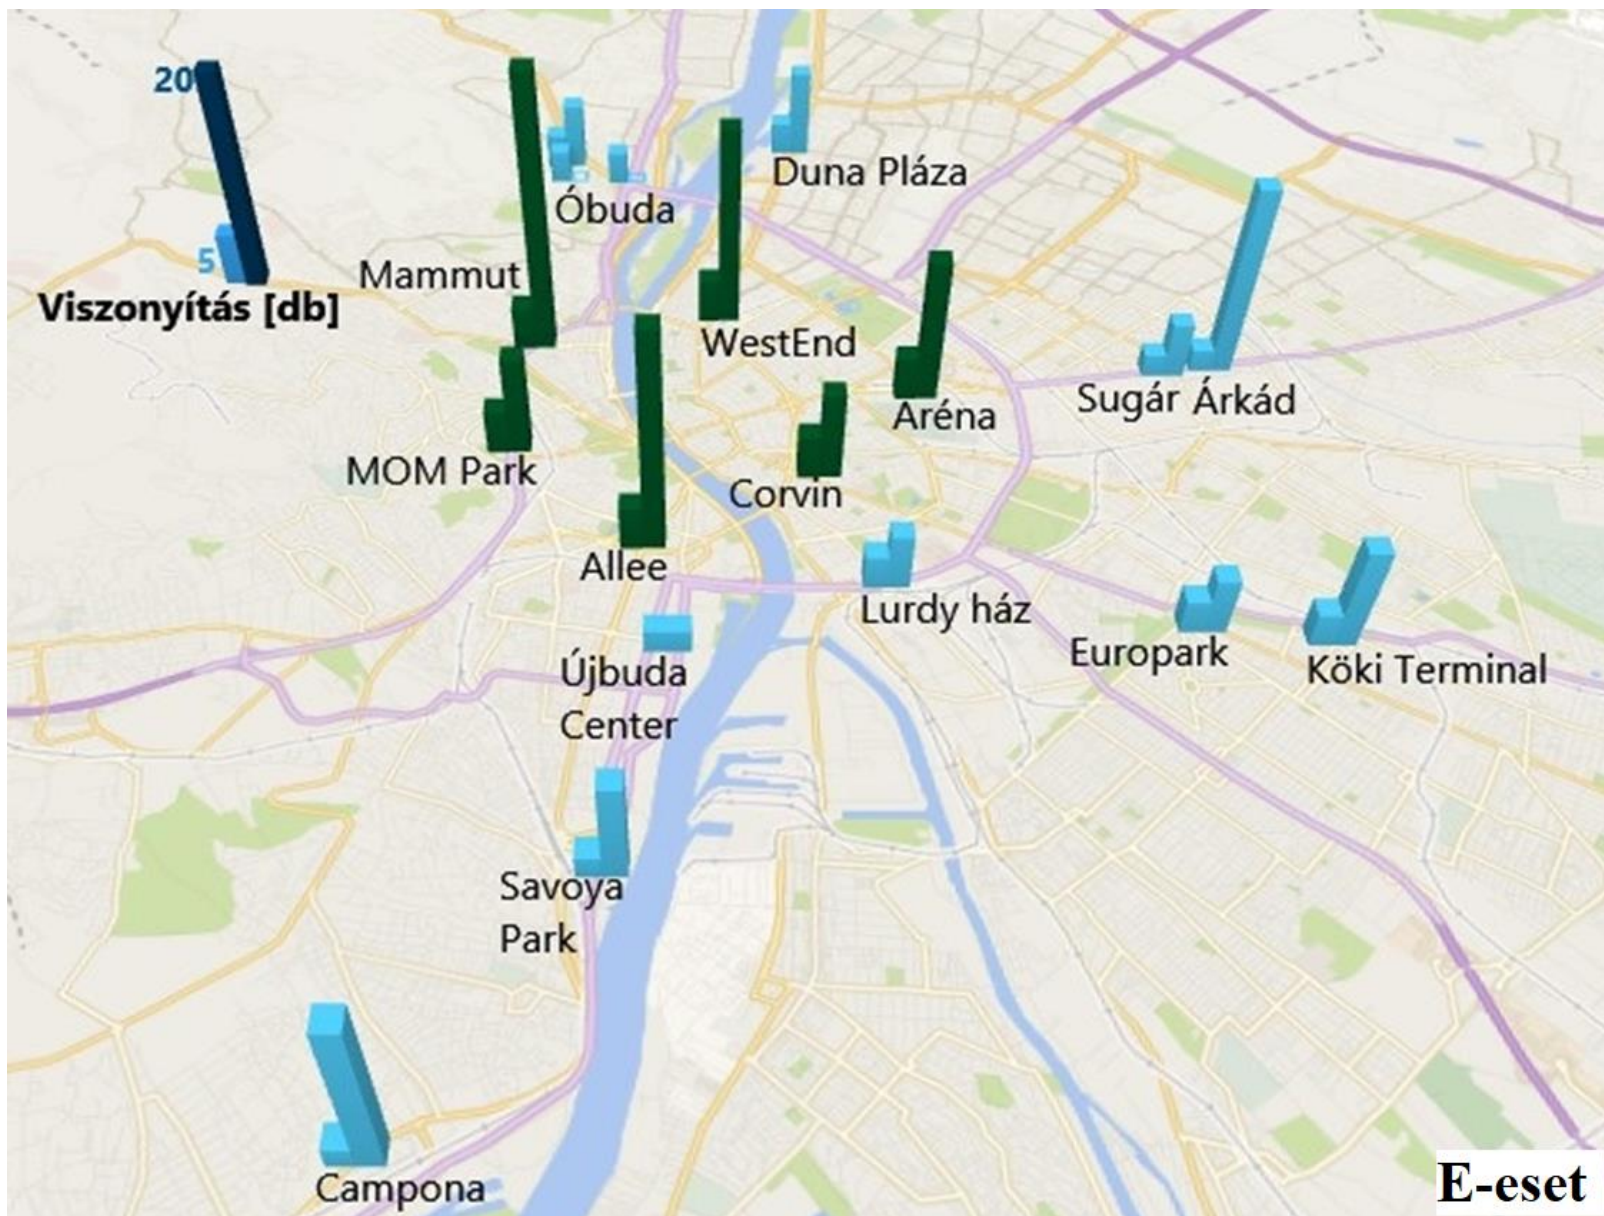 20
5
Viszonyítás [db]
Mammut
Óbuda
Duna Pláza
WestEnd
Aréna
Sugár Árkád
MOM Park
Corvin
Allee
Lurdy ház
Újbuda
Center
Europark
Köki Terminal
Savoya
Park
Campona
E-eset